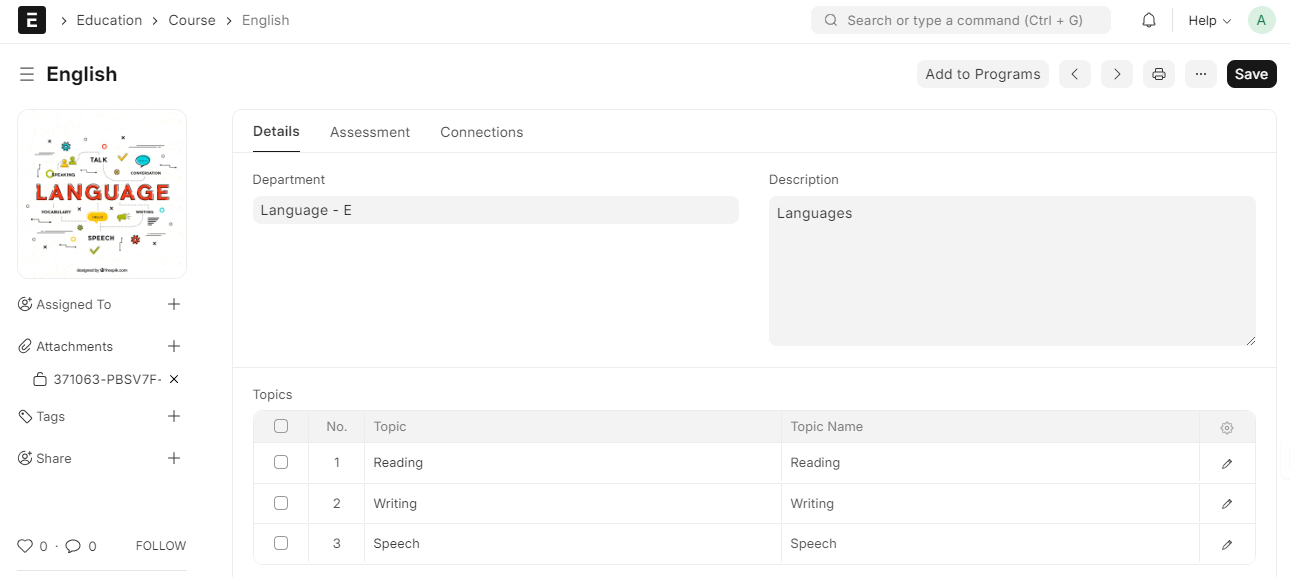 E
Education
Course
English
Search or type a command (Ctrl + G)
Help
A
English
Add to Programs
...
Save
TALK
SPEAKING
CONVERSATION
LANGUAGE
VOCABULARY
HELLO
WRITING
SPEECH
designed by freepik.com
Assigned To
Attachments
371063-PBSV7F-
Tags
Share
0 · 0 FOLLOW
Details Assessment Connections
Department
Language - E
Description
Languages
Topics
No. Topic Topic Name
1 Reading Reading
2 Writing Writing
3 Speech Speech